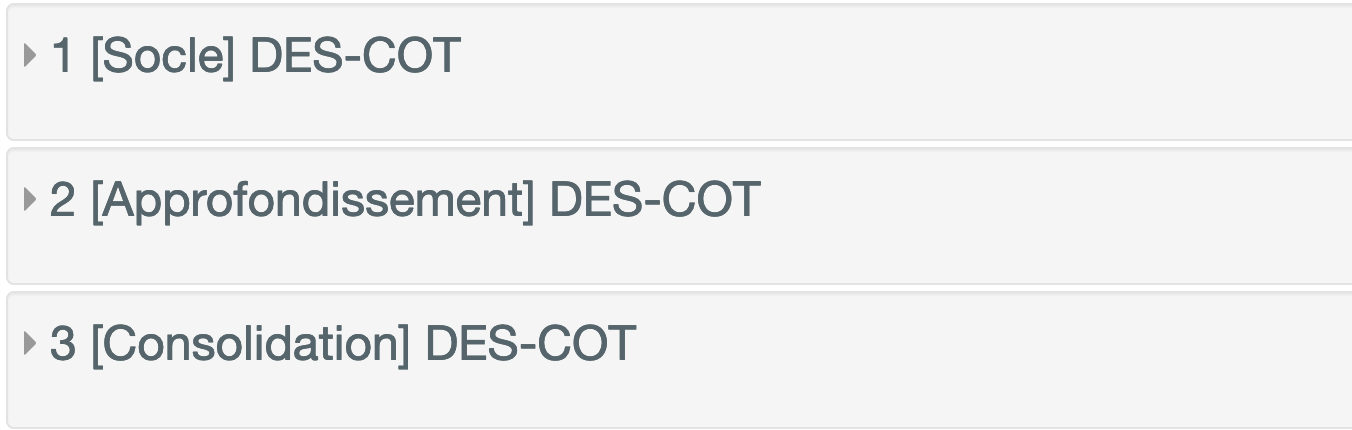 1 [Socle] DES-COT
2 [Approfondissement] DES-COT
3 [Consolidation] DES-COT